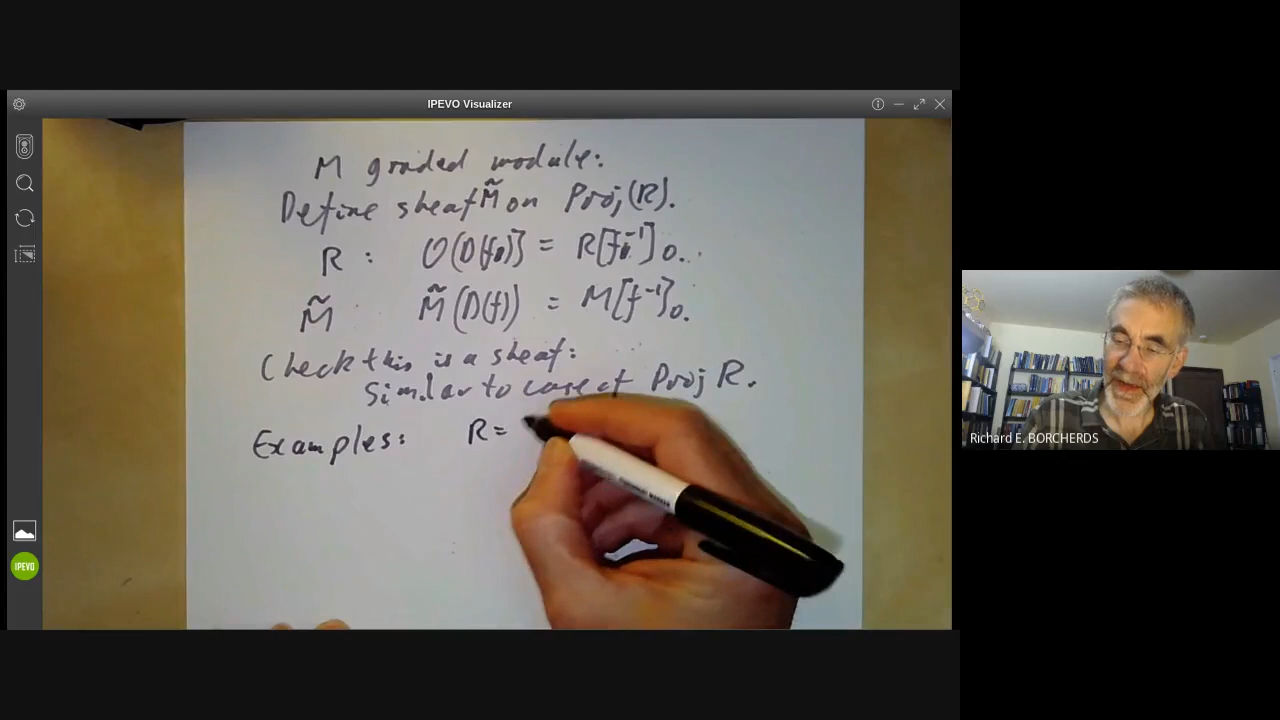 IPEVO Visualizer
M graded module:
Define sheaf M̃ on Proj(R).
R : O(D(f)) = R[f⁻¹]₀.
M̃ M̃(D(f)) = M[f⁻¹]₀.
Check this is a sheaf:
Similar to case of Proj R.
Examples: R=
Richard E. BORCHERDS
IPEVO